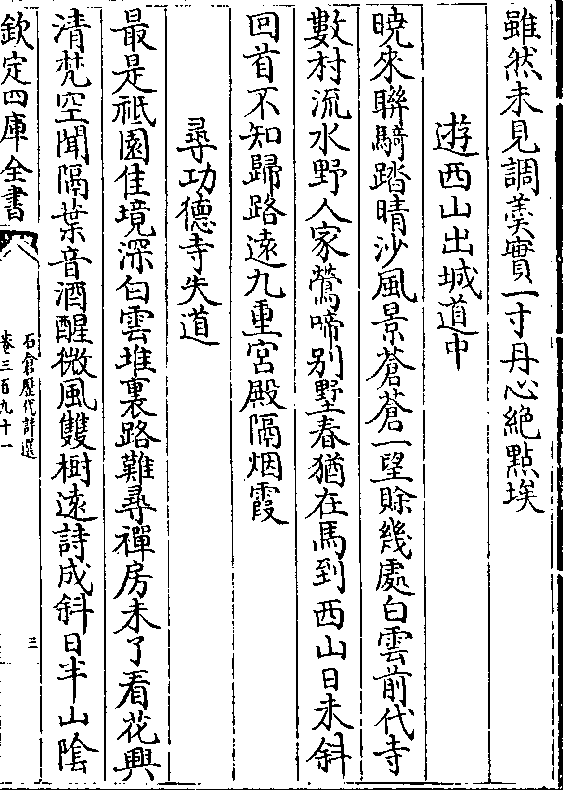 雖然未見調羮實一寸丹心絶㸃埃
遊西山出城道中
曉來聯騎踏晴沙風景蒼蒼一望賖幾處白雲前代寺
數村流水野人家鶯啼别墅春猶在馬到西山日未斜
回首不知歸路遠九重宫殿隔烟霞
尋功德寺失道
最是祇園佳境深白雲堆裏路難尋禪房未了看花興
清梵空聞隔葉音酒醒微風雙樹逺詩成斜日半山隂
欽定四庫全書
石倉歷代詩選
卷三百九十一
三